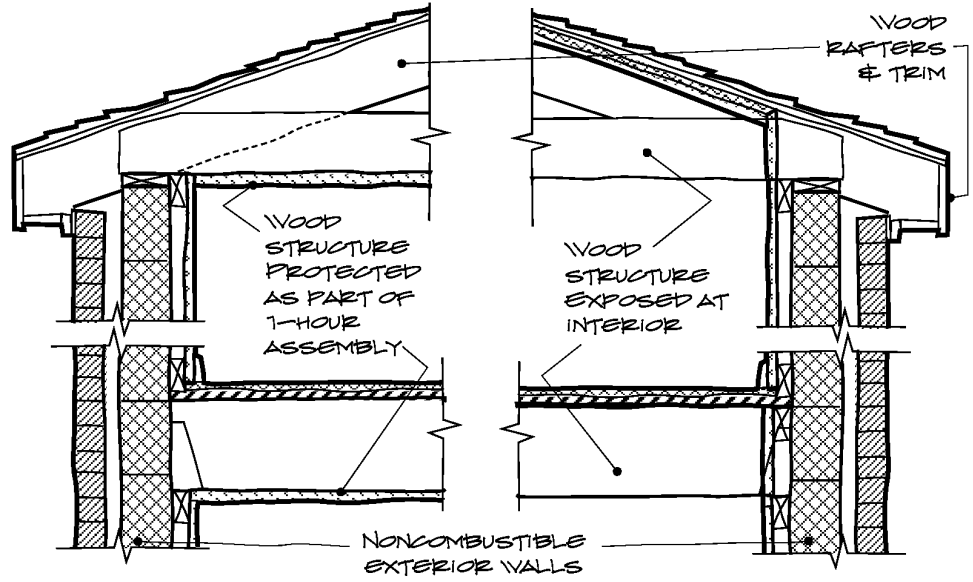 WOOD
RAFTERS
& TRIM
WOOD
STRUCTURE
PROTECTED
AS PART OF
1-HOUR
ASSEMBLY
WOOD
STRUCTURE
EXPOSED AT
INTERIOR
NONCOMBUSTIBLE
EXTERIOR WALLS